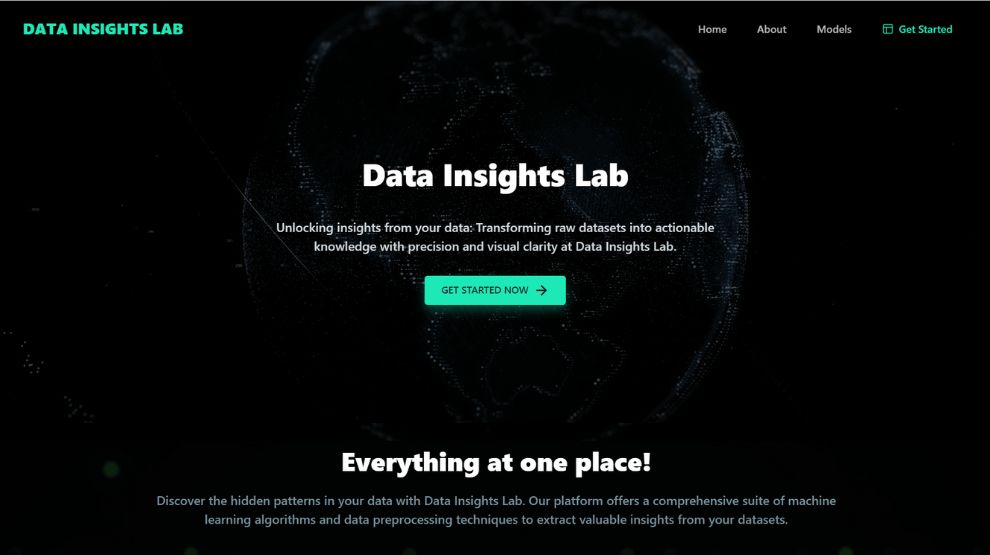 DATA INSIGHTS LAB
Home About Models Get Started
Data Insights Lab
Unlocking insights from your data: Transforming raw datasets into actionable
knowledge with precision and visual clarity at Data Insights Lab.
GET STARTED NOW
Everything at one place!
Discover the hidden patterns in your data with Data Insights Lab. Our platform offers a comprehensive suite of machine
learning algorithms and data preprocessing techniques to extract valuable insights from your datasets.